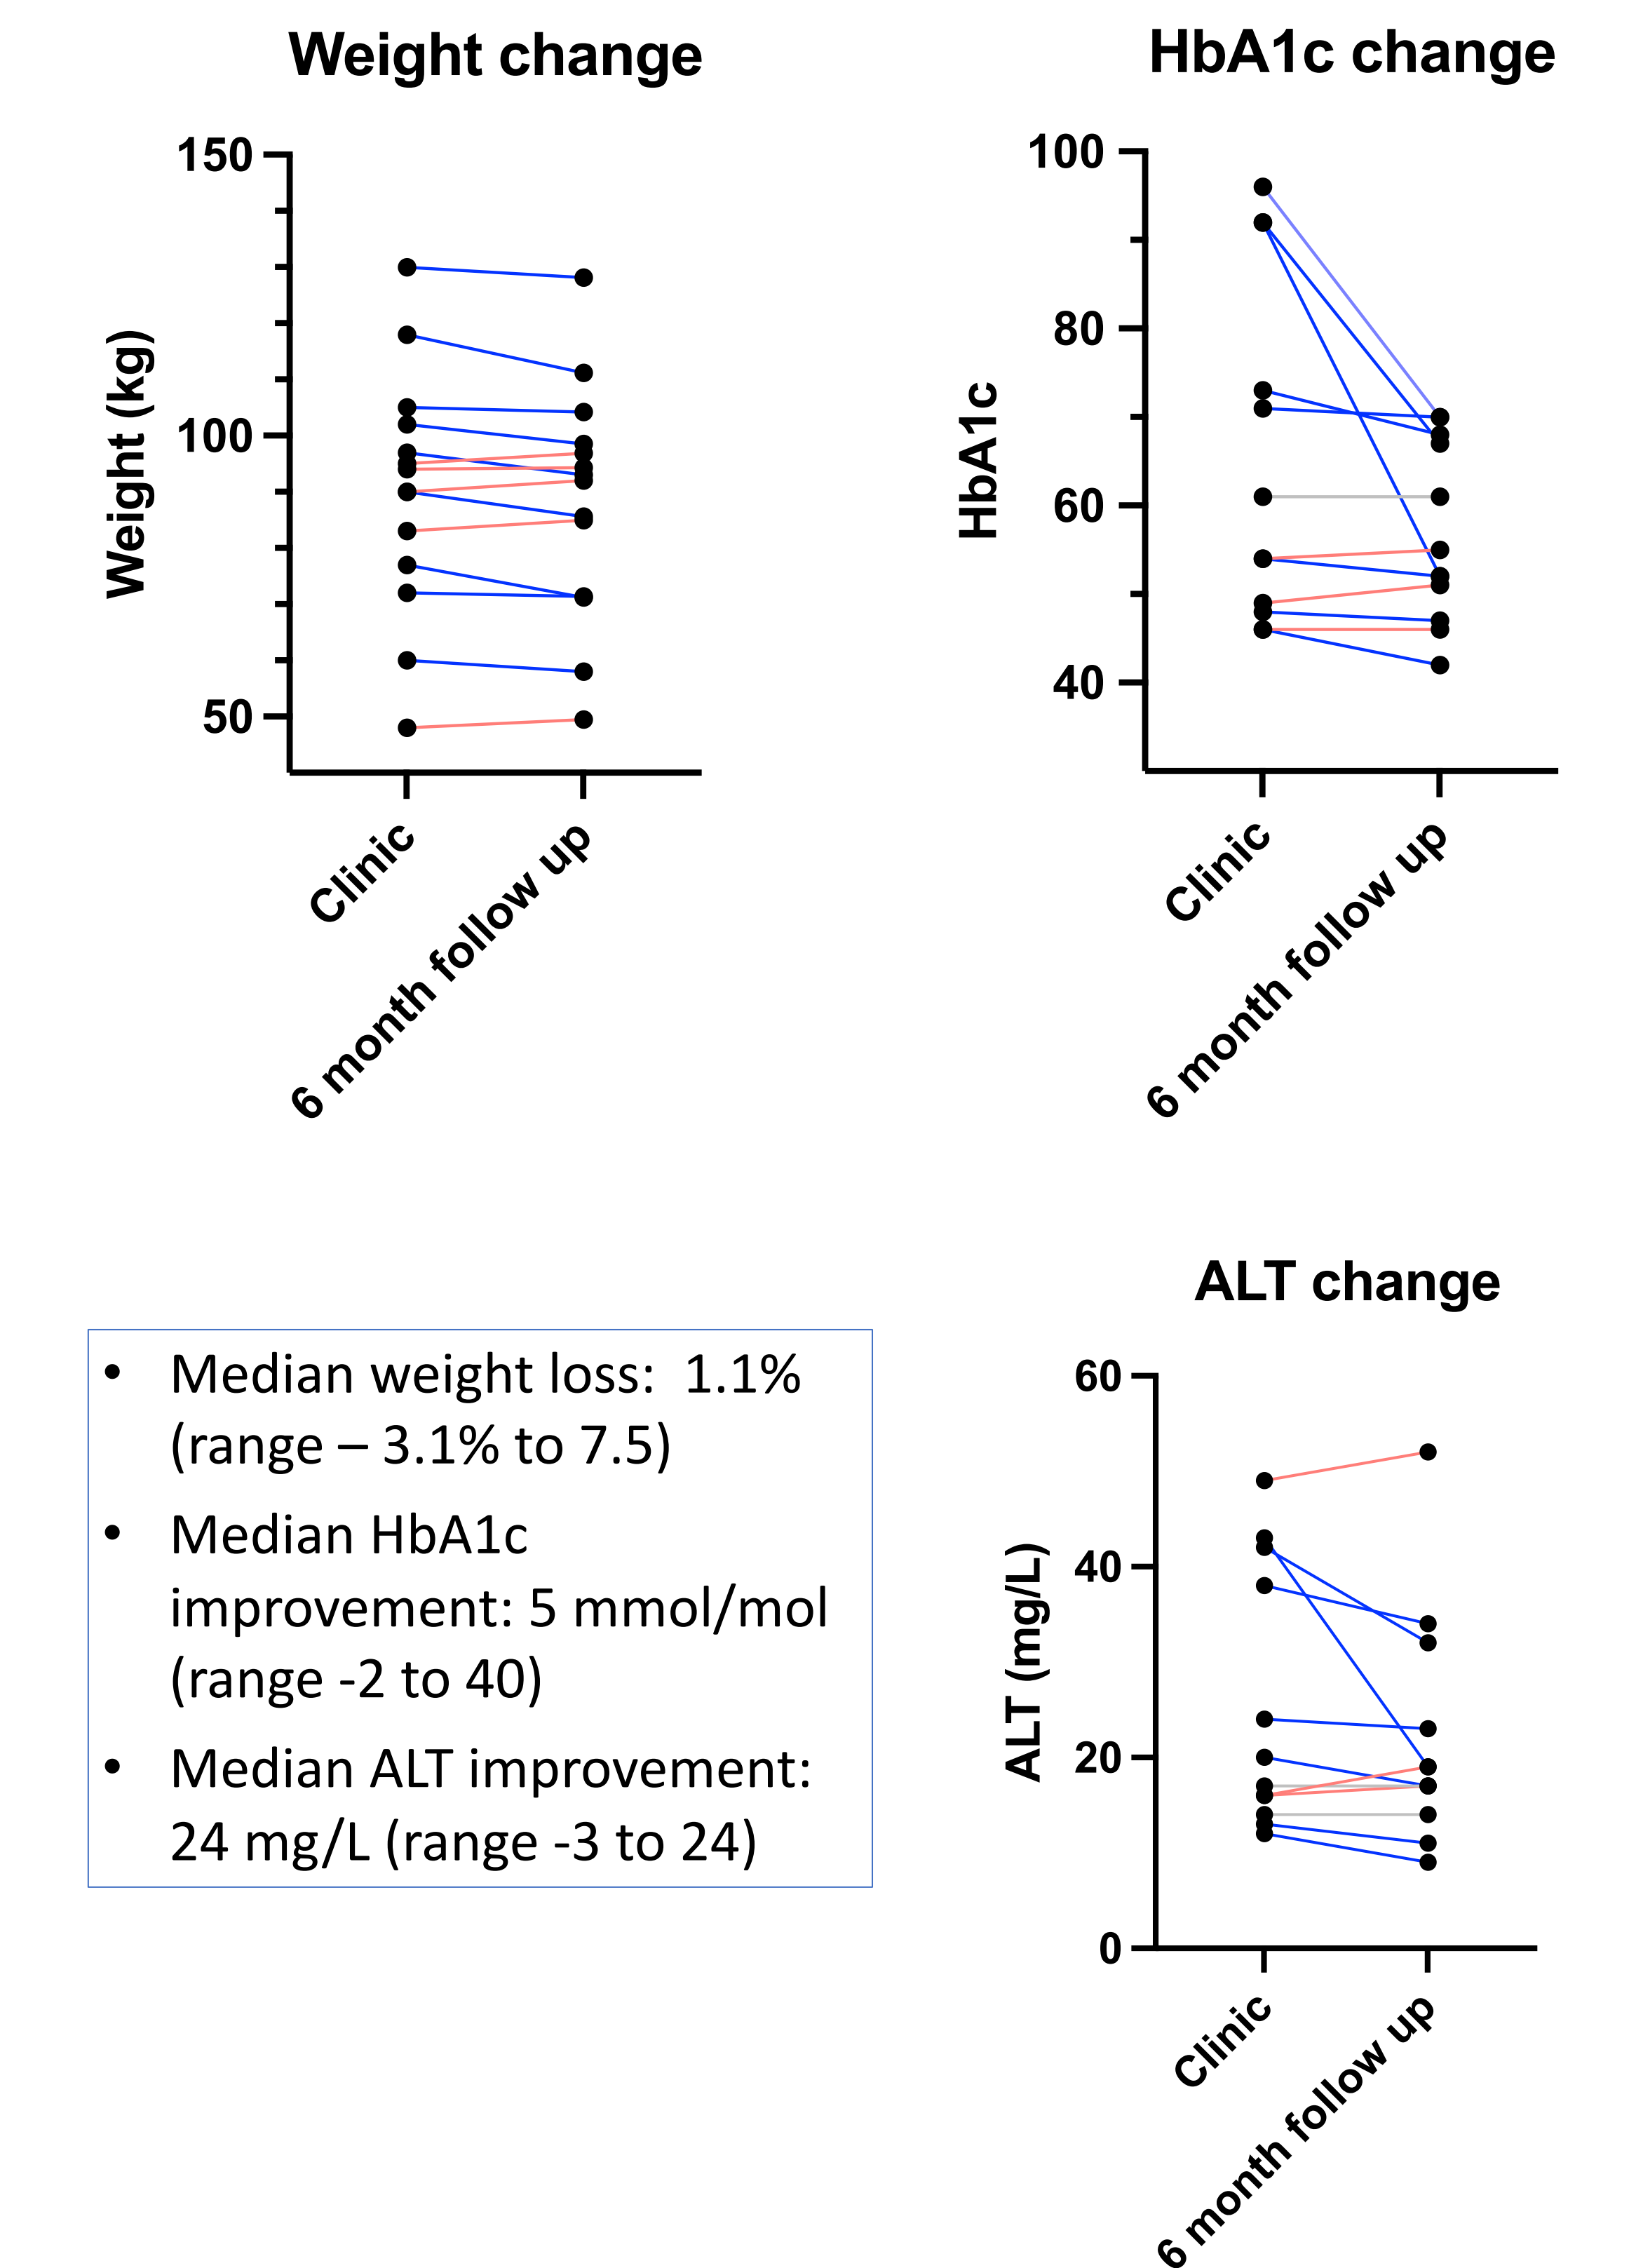 Weight change
150
100
50
Weight (kg)
Clinic
6 month follow up
HbA1c change
100
80
60
40
HbA1c
Clinic
6 month follow up
• Median weight loss:  1.1%
(range – 3.1% to 7.5)
• Median HbA1c
improvement: 5 mmol/mol
(range -2 to 40)
• Median ALT improvement:
24 mg/L (range -3 to 24)
ALT change
60
40
20
0
ALT (mg/L)
Clinic
6 month follow up